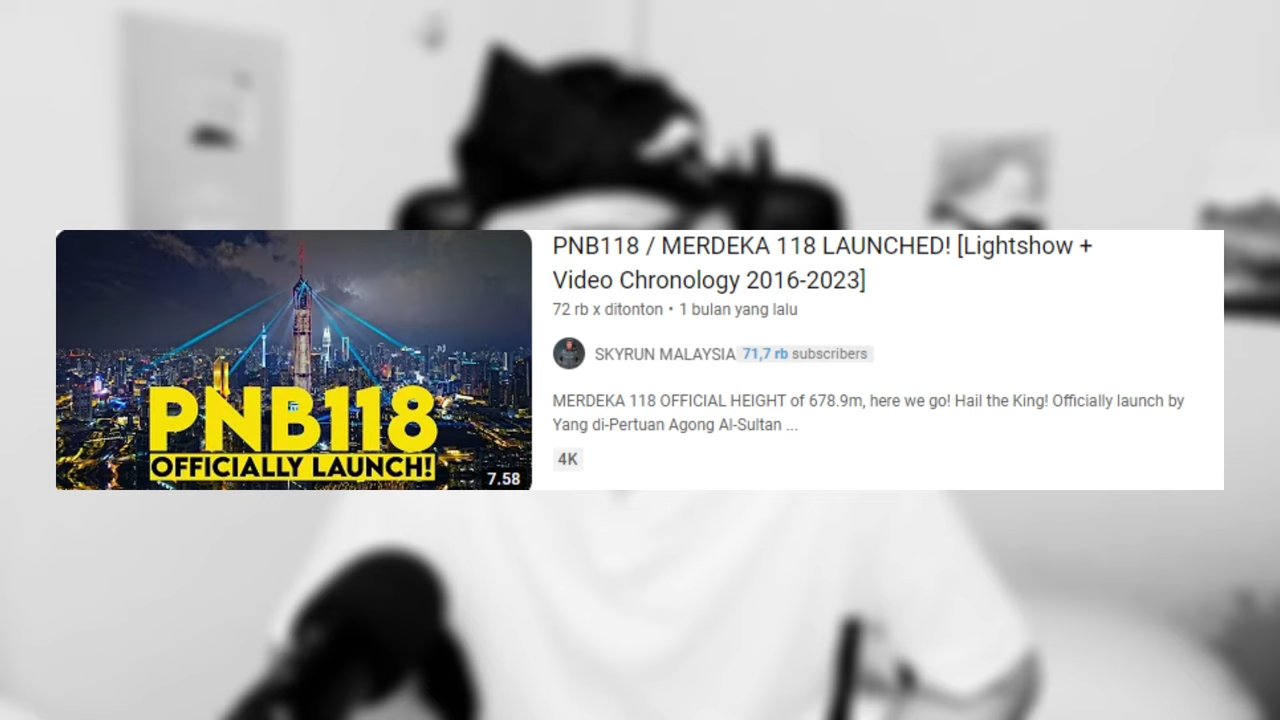 PNB118
OFFICIALLY LAUNCH!
7.58
PNB118 / MERDEKA 118 LAUNCHED! [Lightshow +
Video Chronology 2016-2023]
72 rb x ditonton • 1 bulan yang lalu
SKYRUN MALAYSIA 71,7 rb subscribers
MERDEKA 118 OFFICIAL HEIGHT of 678.9m, here we go! Hail the King! Officially launch by
Yang di-Pertuan Agong Al-Sultan ...
4K